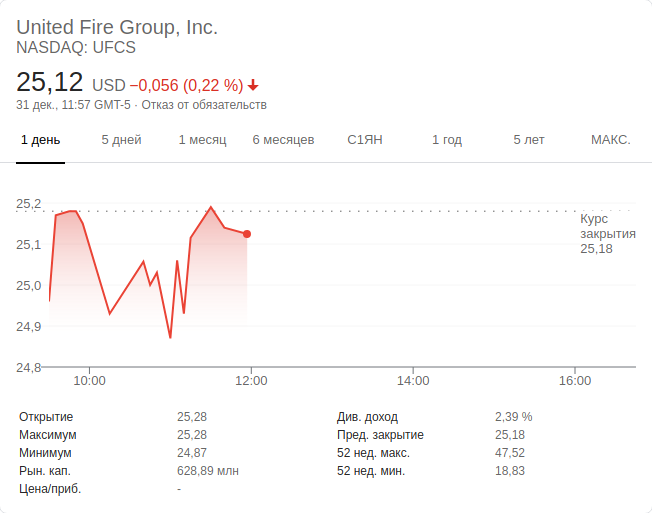 United Fire Group, Inc.
NASDAQ: UFCS
25,12 USD −0,056 (0,22 %)
31 дек., 11:57 GMT-5 · Отказ от обязательств
1 день 5 дней 1 месяц 6 месяцев С1ЯН 1 год 5 лет МАКС.
25,2
25,1
25,0
24,9
24,8
Курс
закрытия
25,18
10:00 12:00 14:00 16:00
Открытие 25,28 Див. доход 2,39 %
Максимум 25,28 Пред. закрытие 25,18
Минимум 24,87 52 нед. макс. 47,52
Рын. кап. 628,89 млн 52 нед. мин. 18,83
Цена/приб. -